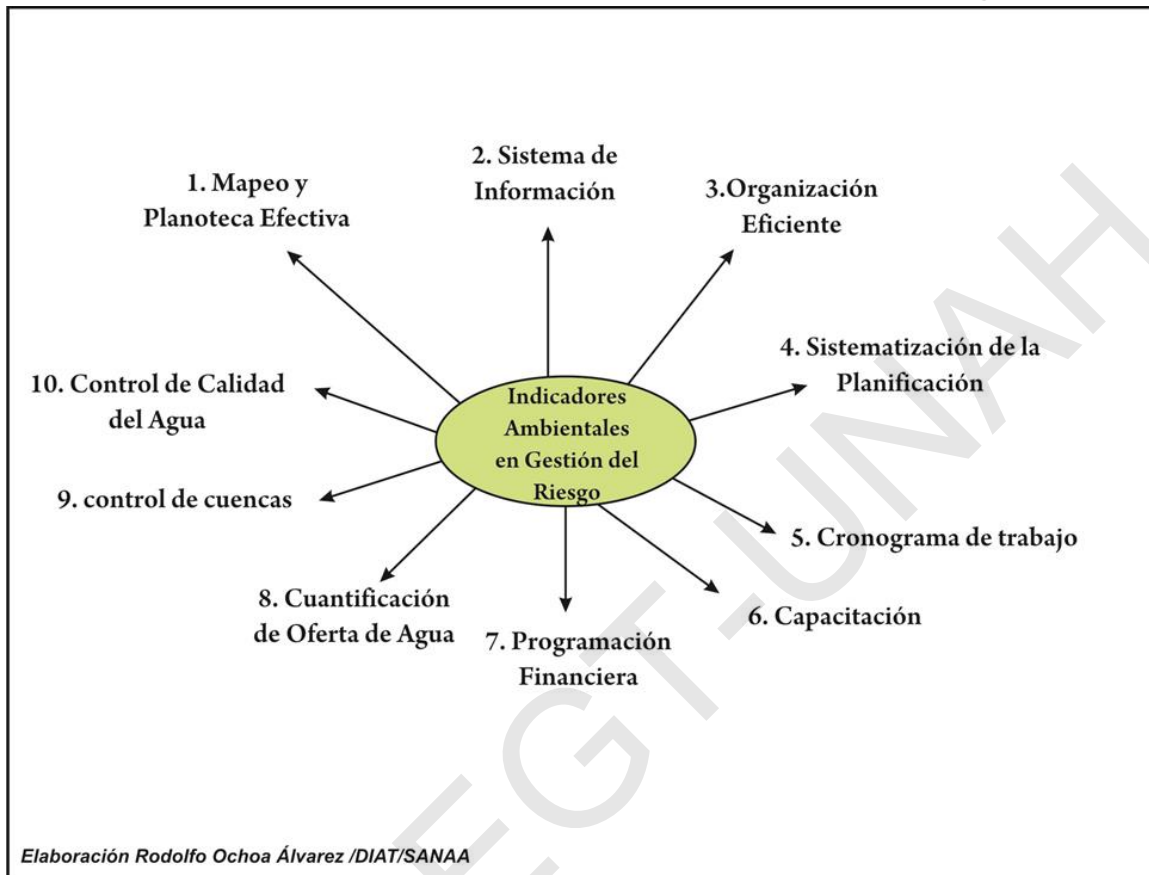 1. Mapeo y
Planoteca Efectiva
2. Sistema de
Información
3.Organización
Eficiente
4. Sistematización de la
Planificación
5. Cronograma de trabajo
6. Capacitación
7. Programación
Financiera
8. Cuantificación
de Oferta de Agua
9. control de cuencas
10. Control de Calidad
del Agua
Indicadores
Ambientales
en Gestión del
Riesgo
EGT-UNAH
Elaboración Rodolfo Ochoa Álvarez /DIAT/SANAA